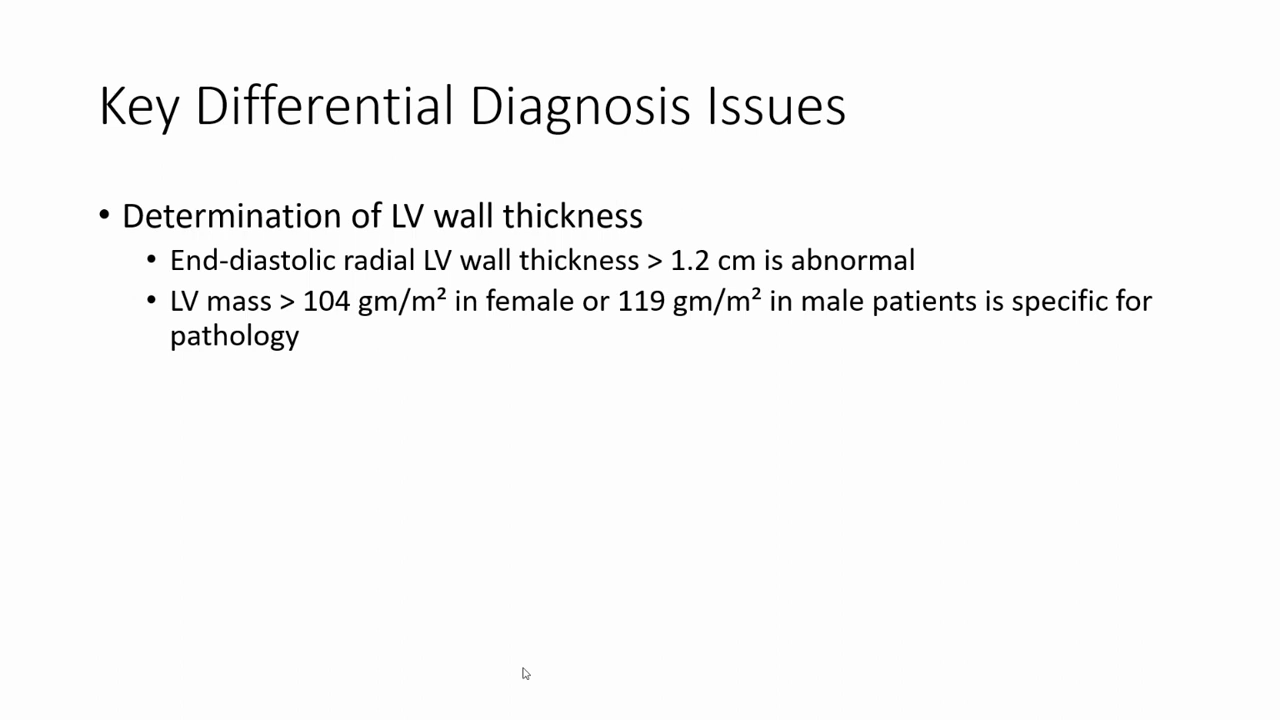 Key Differential Diagnosis Issues
• Determination of LV wall thickness
• End-diastolic radial LV wall thickness > 1.2 cm is abnormal
• LV mass > 104 gm/m² in female or 119 gm/m² in male patients is specific for
pathology